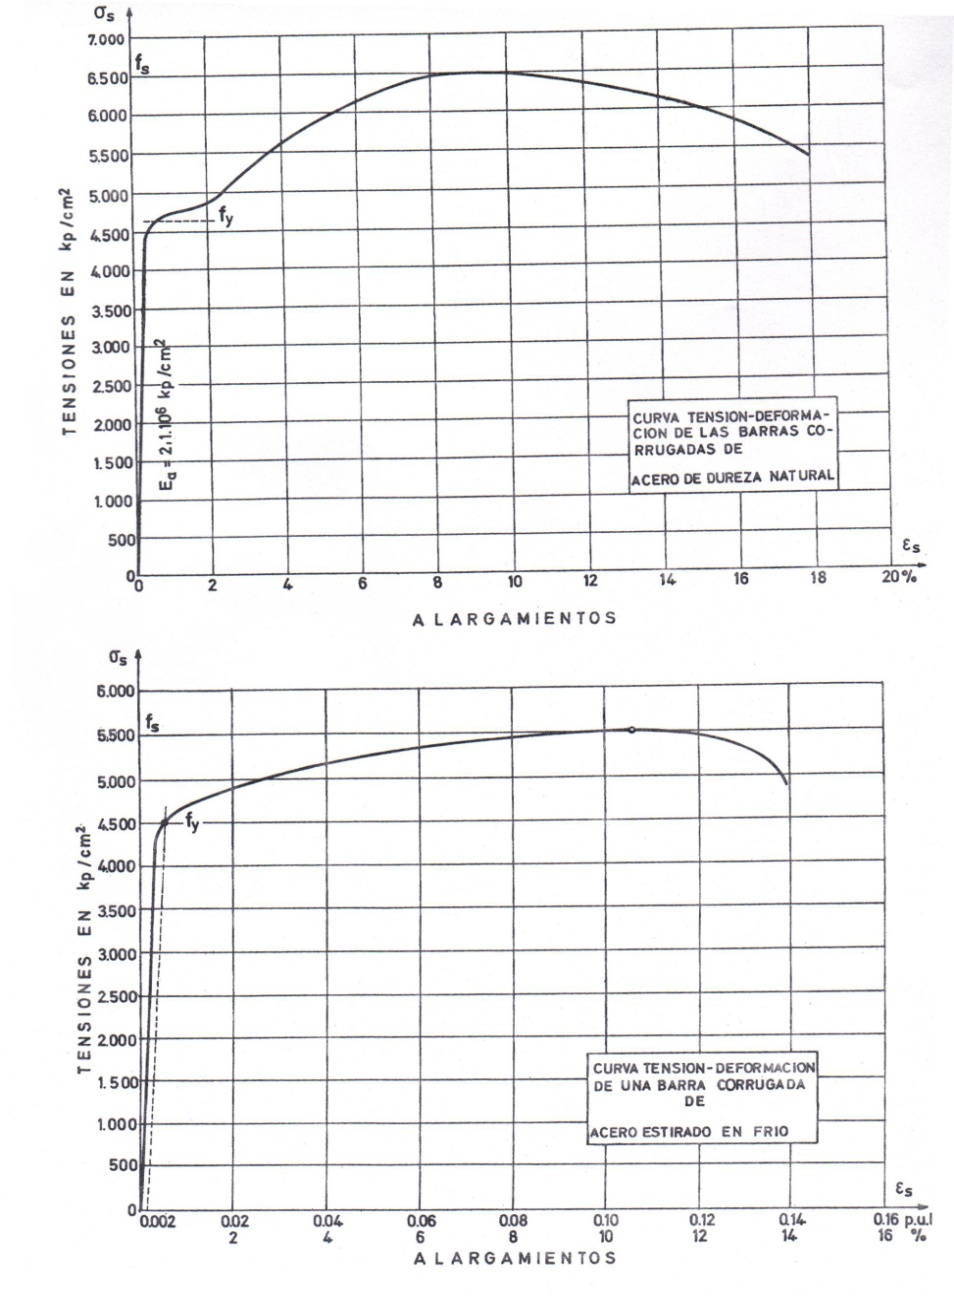 σs
7.000
fs
6.500
6.000
5.500
5.000
fy
4.500
4.000
3.500
3.000
2.500
2.000
1.500
1.000
500
0
TENSIONES EN kp/cm²
Ea = 2,1.10⁶ kp/cm²
CURVA TENSION-DEFORMA-
CION DE LAS BARRAS CO-
RRUGADAS DE
ACERO DE DUREZA NATURAL
εs
0 2 4 6 8 10 12 14 16 18 20%
ALARGAMIENTOS
σs
6.000
fs
5.500
5.000
4.500
fy
4.000
3.500
3.000
2.500
2.000
1.500
1.000
500
0
TENSIONES EN kp/cm²
CURVA TENSION-DEFORMACION
DE UNA BARRA CORRUGADA
DE
ACERO ESTIRADO EN FRIO
εs
0.002 0.02 0.04 0.06 0.08 0.10 0.12 0.14 0.16 p.u.l
2 4 6 8 10 12 14 16 %
ALARGAMIENTOS